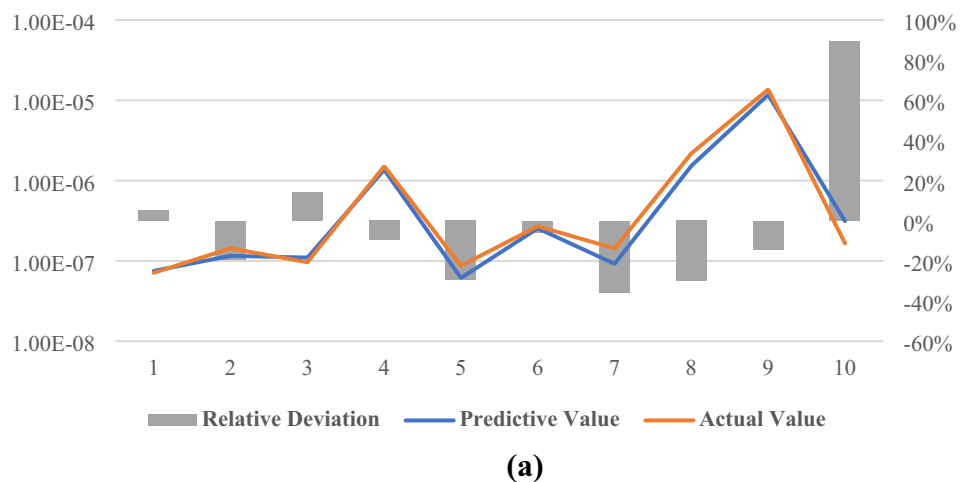 1.00E-04 100%
80%
1.00E-05 60%
40%
1.00E-06 20%
0%
1.00E-07 -20%
-40%
1.00E-08 -60%
1 2 3 4 5 6 7 8 9 10
Relative Deviation Predictive Value Actual Value
(a)